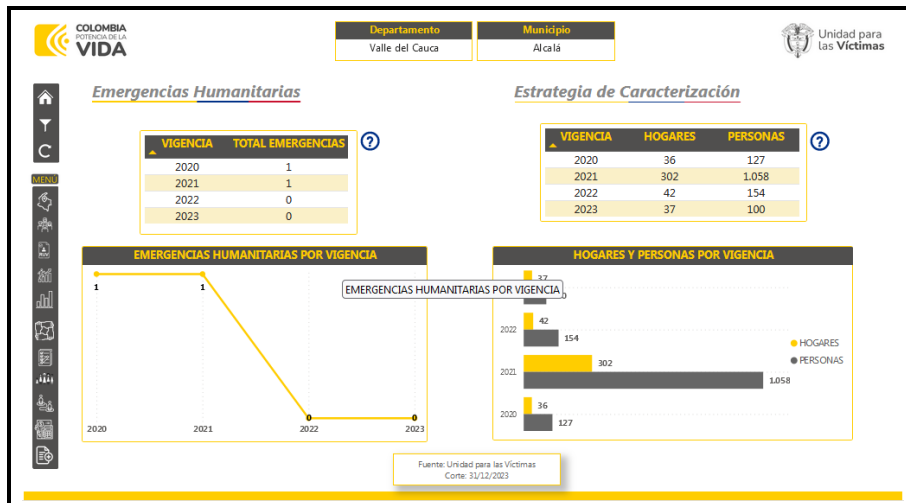 COLOMBIA
POTENCIA DE LA
VIDA
Departamento
Valle del Cauca
Municipio
Alcalá
Unidad para
las Víctimas
Emergencias Humanitarias
Estrategia de Caracterización
VIGENCIA TOTAL EMERGENCIAS
2020 1
2021 1
2022 0
2023 0
?
VIGENCIA HOGARES PERSONAS
2020 36 127
2021 302 1.058
2022 42 154
2023 37 100
?
MENÚ
EMERGENCIAS HUMANITARIAS POR VIGENCIA
1
1
0
0
2020 2021 2022 2023
EMERGENCIAS HUMANITARIAS POR VIGENCIA
HOGARES Y PERSONAS POR VIGENCIA
37
0
2022
42
154
2021
302
1.058
2020
36
127
HOGARES
PERSONAS
Fuente: Unidad para las Víctimas
Corte: 31/12/2023